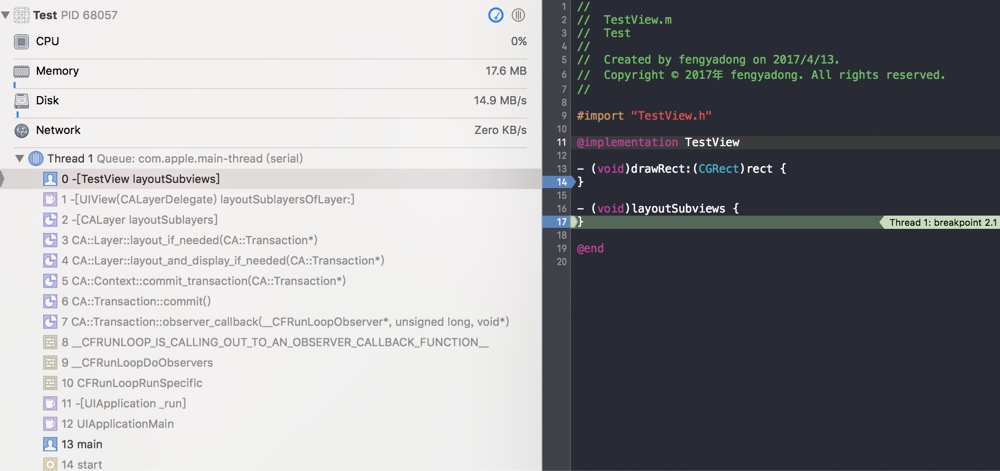 Test PID 68057
CPU 0%
Memory 17.6 MB
Disk 14.9 MB/s
Network Zero KB/s
Thread 1 Queue: com.apple.main-thread (serial)
0 -[TestView layoutSubviews]
1 -[UIView(CALayerDelegate) layoutSublayersOfLayer:]
2 -[CALayer layoutSublayers]
3 CA::Layer::layout_if_needed(CA::Transaction*)
4 CA::Layer::layout_and_display_if_needed(CA::Transaction*)
5 CA::Context::commit_transaction(CA::Transaction*)
6 CA::Transaction::commit()
7 CA::Transaction::observer_callback(__CFRunLoopObserver*, unsigned long, void*)
8 __CFRUNLOOP_IS_CALLING_OUT_TO_AN_OBSERVER_CALLBACK_FUNCTION__
9 __CFRunLoopDoObservers
10 CFRunLoopRunSpecific
11 -[UIApplication _run]
12 UIApplicationMain
13 main
14 start
1 //
2 //  TestView.m
3 //  Test
4 //
5 //  Created by fengyadong on 2017/4/13.
6 //  Copyright © 2017年 fengyadong. All rights reserved.
7 //
8
9 #import "TestView.h"
10
11 @implementation TestView
12
13 - (void)drawRect:(CGRect)rect {
14 }
15
16 - (void)layoutSubviews {
17 } Thread 1: breakpoint 2.1
18
19 @end
20